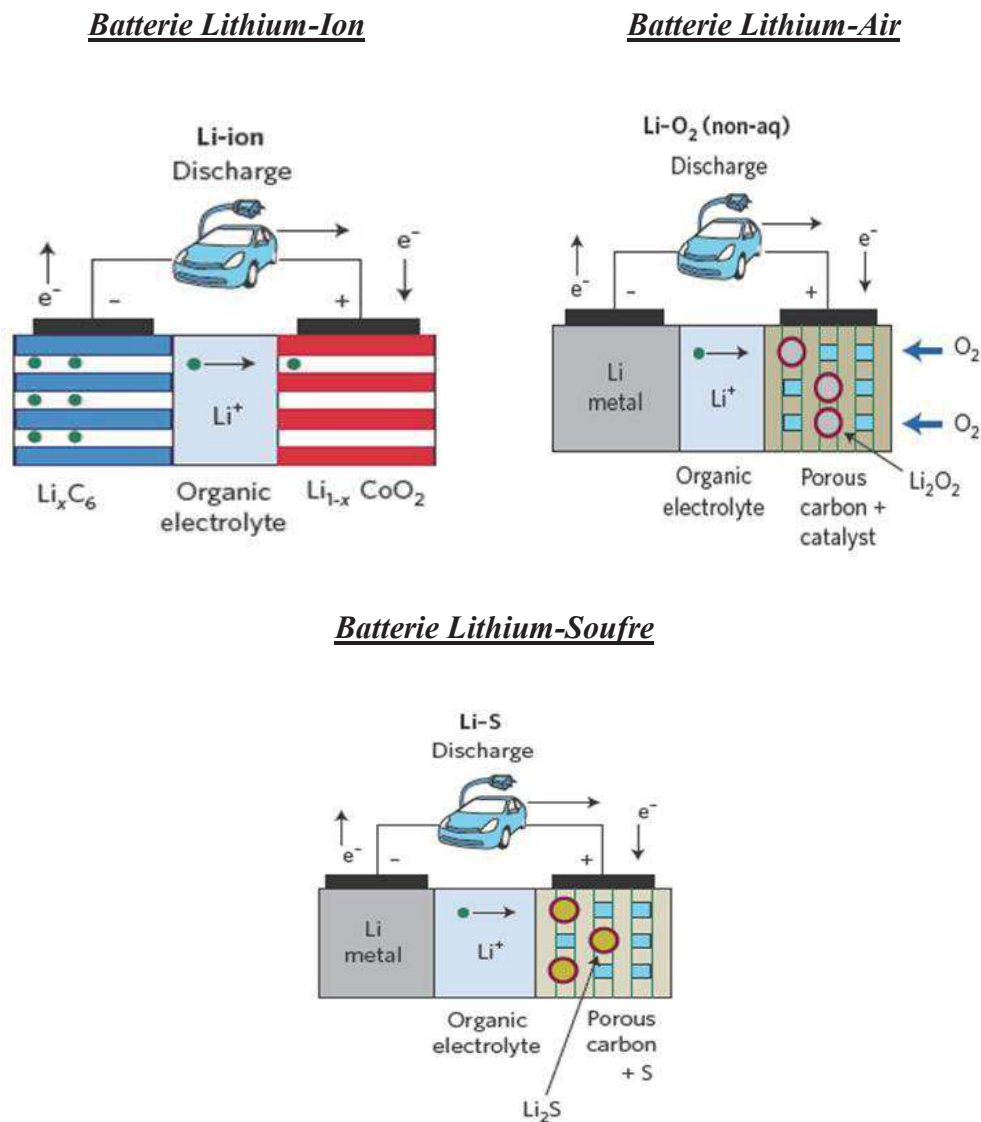 Batterie Lithium-Ion
Batterie Lithium-Air
Li-ion
Discharge
e⁻
−
+
e⁻
Li⁺
LiₓC₆
Organic
electrolyte
Li₁₋ₓ CoO₂
Li–O₂ (non-aq)
Discharge
e⁻
−
+
e⁻
O₂
Li
metal
Li⁺
O₂
Organic
electrolyte
Porous
carbon +
catalyst
Li₂O₂
Batterie Lithium-Soufre
Li–S
Discharge
e⁻
−
+
e⁻
Li
metal
Li⁺
Organic
electrolyte
Porous
carbon
+ S
Li₂S